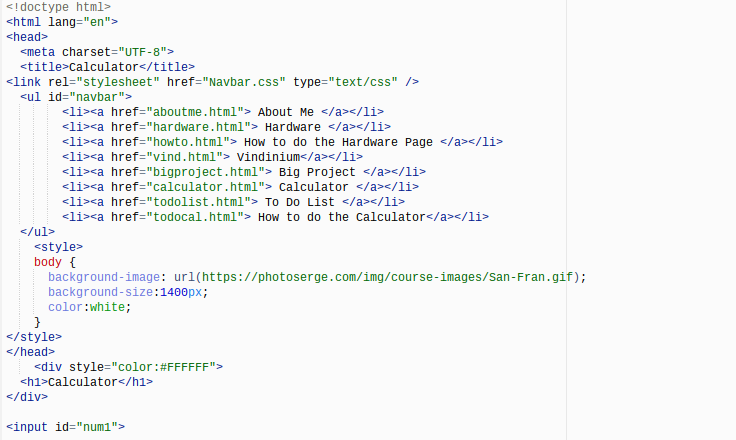 <!doctype html>
<html lang="en">
<head>
<meta charset="UTF-8">
<title>Calculator</title>
<link rel="stylesheet" href="Navbar.css" type="text/css" />
<ul id="navbar">
<li><a href="aboutme.html"> About Me </a></li>
<li><a href="hardware.html"> Hardware </a></li>
<li><a href="howto.html"> How to do the Hardware Page </a></li>
<li><a href="vind.html"> Vindinium</a></li>
<li><a href="bigproject.html"> Big Project </a></li>
<li><a href="calculator.html"> Calculator </a></li>
<li><a href="todolist.html"> To Do List </a></li>
<li><a href="todocal.html"> How to do the Calculator</a></li>
</ul>
<style>
body {
background-image: url(https://photoserge.com/img/course-images/San-Fran.gif);
background-size:1400px;
color:white;
}
</style>
</head>
<div style="color:#FFFFFF">
<h1>Calculator</h1>
</div>
<input id="num1">